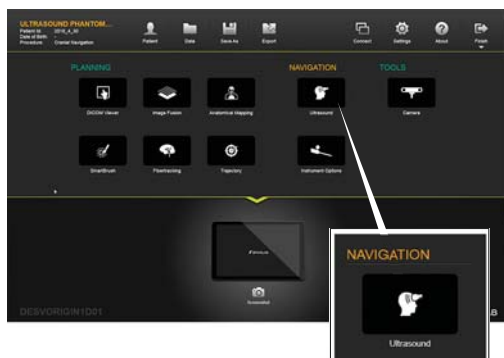 ULTRASOUND PHANTOM...
Patient Id: 2016_4_30
Date of Birth: -
Procedure: Cranial Navigation
Patient
Data
Save As
Export
Connect
Settings
About
Finish
PLANNING
NAVIGATION
TOOLS
DICOM Viewer
Image Fusion
Anatomical Mapping
Ultrasound
Camera
SmartBrush
Fibertracking
Trajectory
Instrument Options
Screenshot
DESVORIGIN1D01
NAVIGATION
Ultrasound